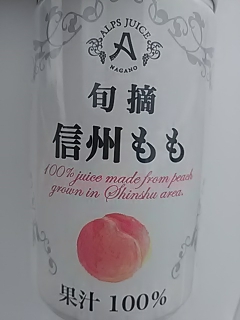 ALPS JUICE
A
NAGANO
旬摘
信州もも
100% juice made from peach
grown in Shinshu area.
果汁 100%